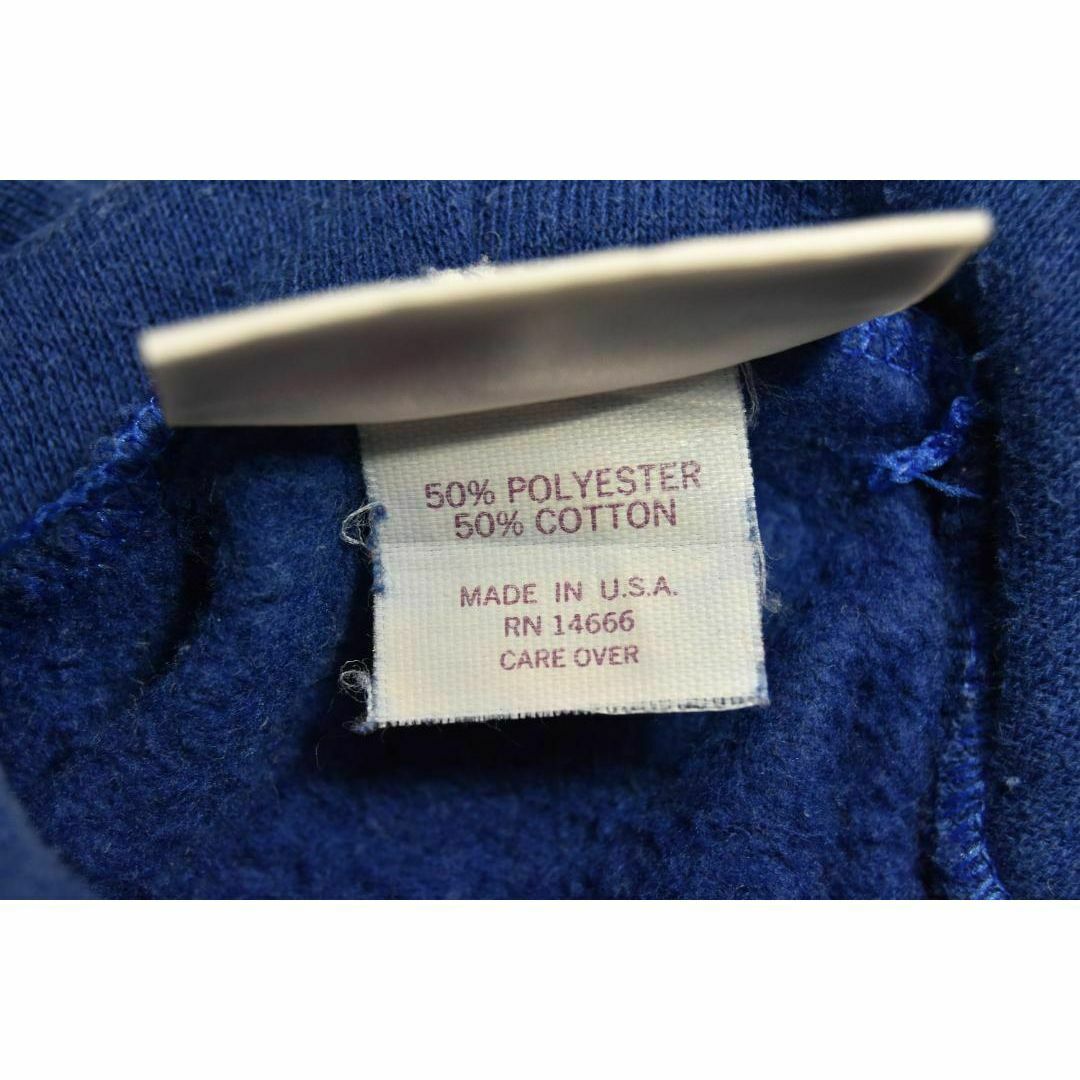 50% POLYESTER
50% COTTON
MADE IN U.S.A.
RN 14666
CARE OVER